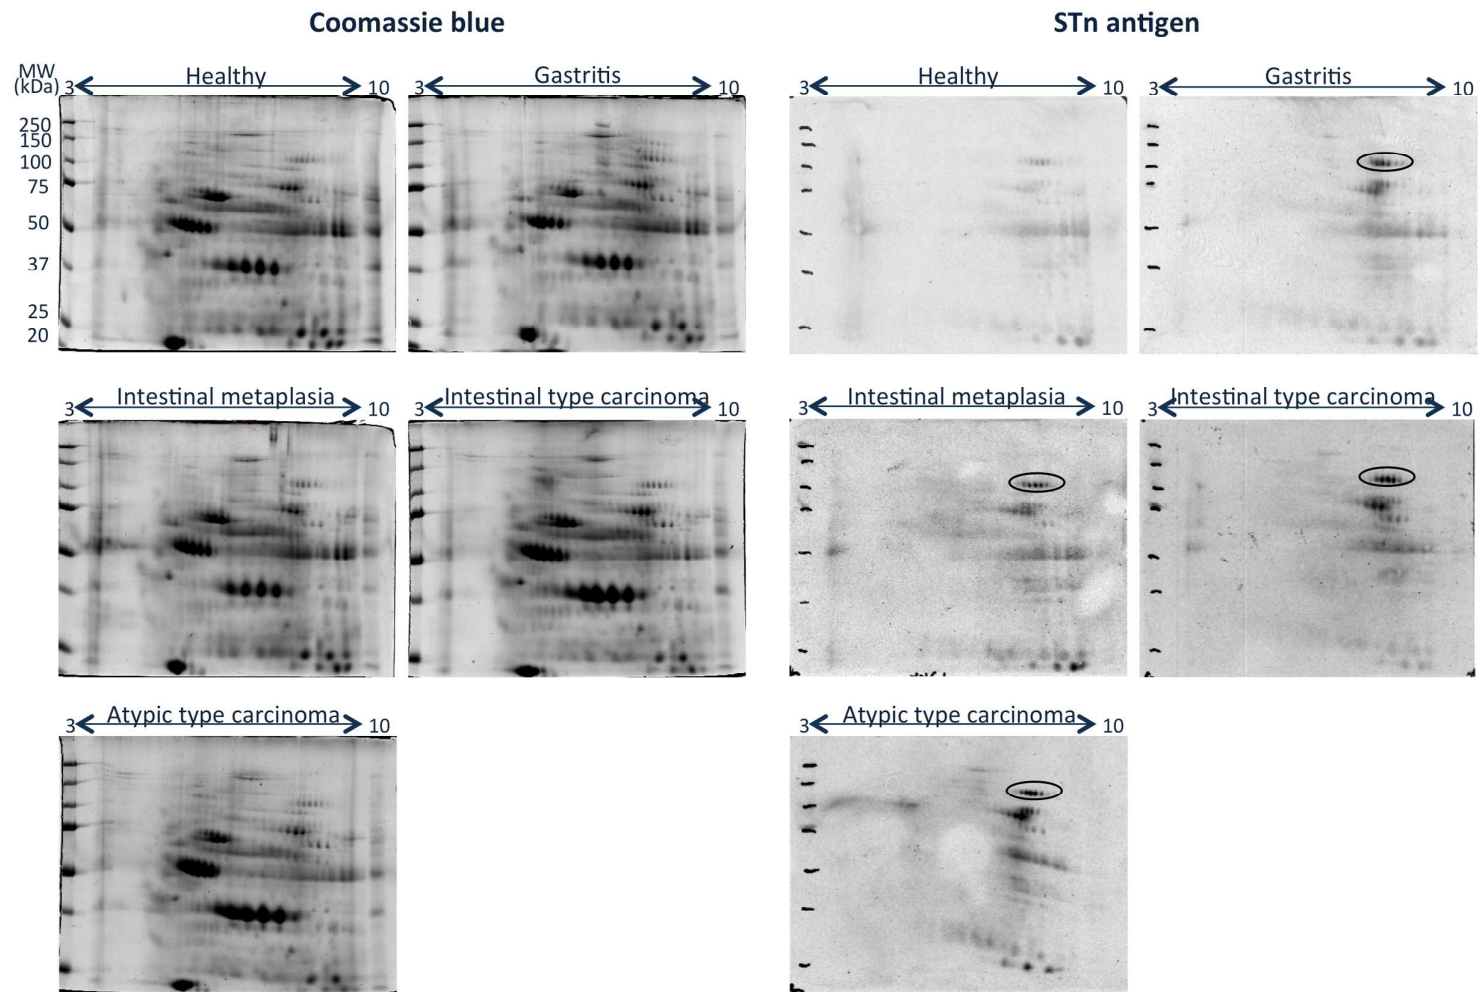 Coomassie blue STn antigen
MW
(kDa) 3 Healthy 10 3 Gastritis 10 3 Healthy 10 3 Gastritis 10
250
150
100
75
50
37
25
20
3 Intestinal metaplasia 10 3 Intestinal type carcinoma 10 3 Intestinal metaplasia 10 3 Intestinal type carcinoma 10
3 Atypic type carcinoma 10 3 Atypic type carcinoma 10